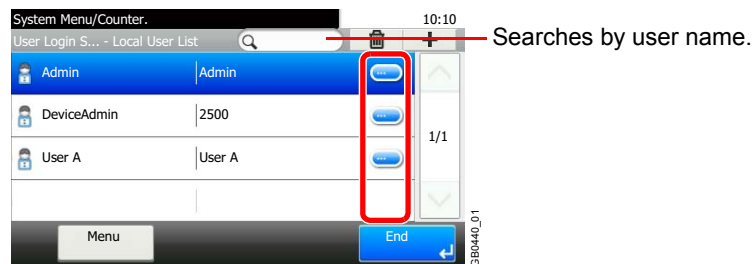 System Menu/Counter. 10:10
User Login S... - Local User List
Searches by user name.
Admin Admin
DeviceAdmin 2500
1/1
User A User A
Menu End
GB0440_01